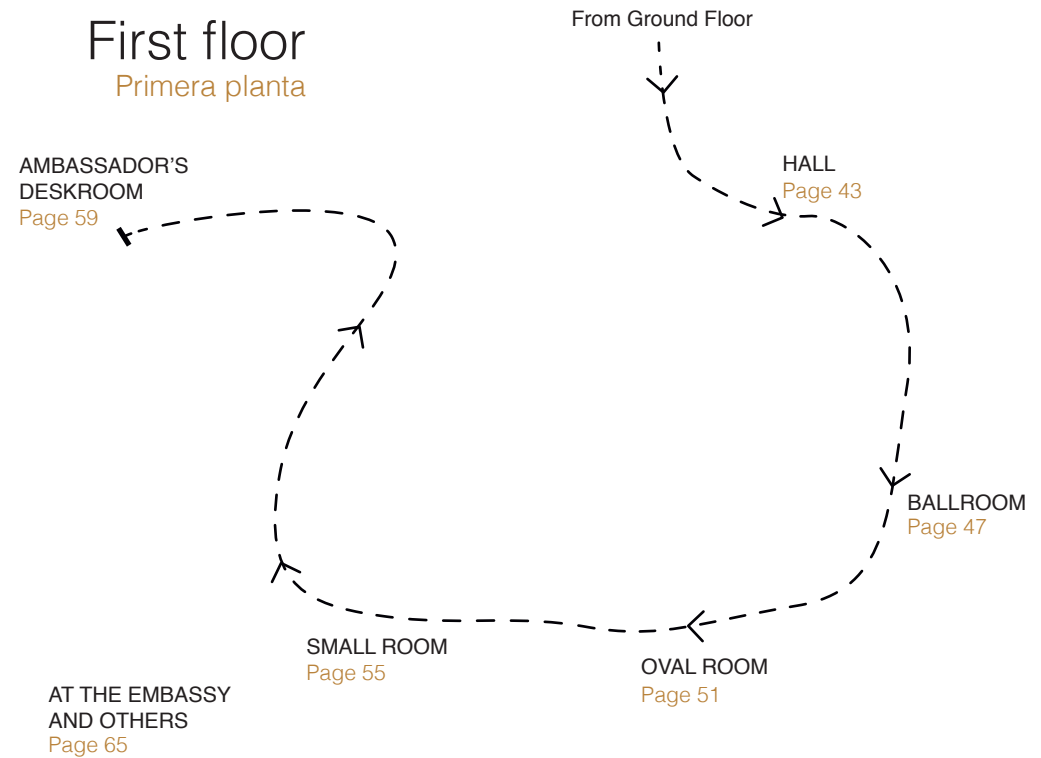 First floor
Primera planta
From Ground Floor
AMBASSADOR’S
DESKROOM
Page 59
HALL
Page 43
BALLROOM
Page 47
OVAL ROOM
Page 51
SMALL ROOM
Page 55
AT THE EMBASSY
AND OTHERS
Page 65